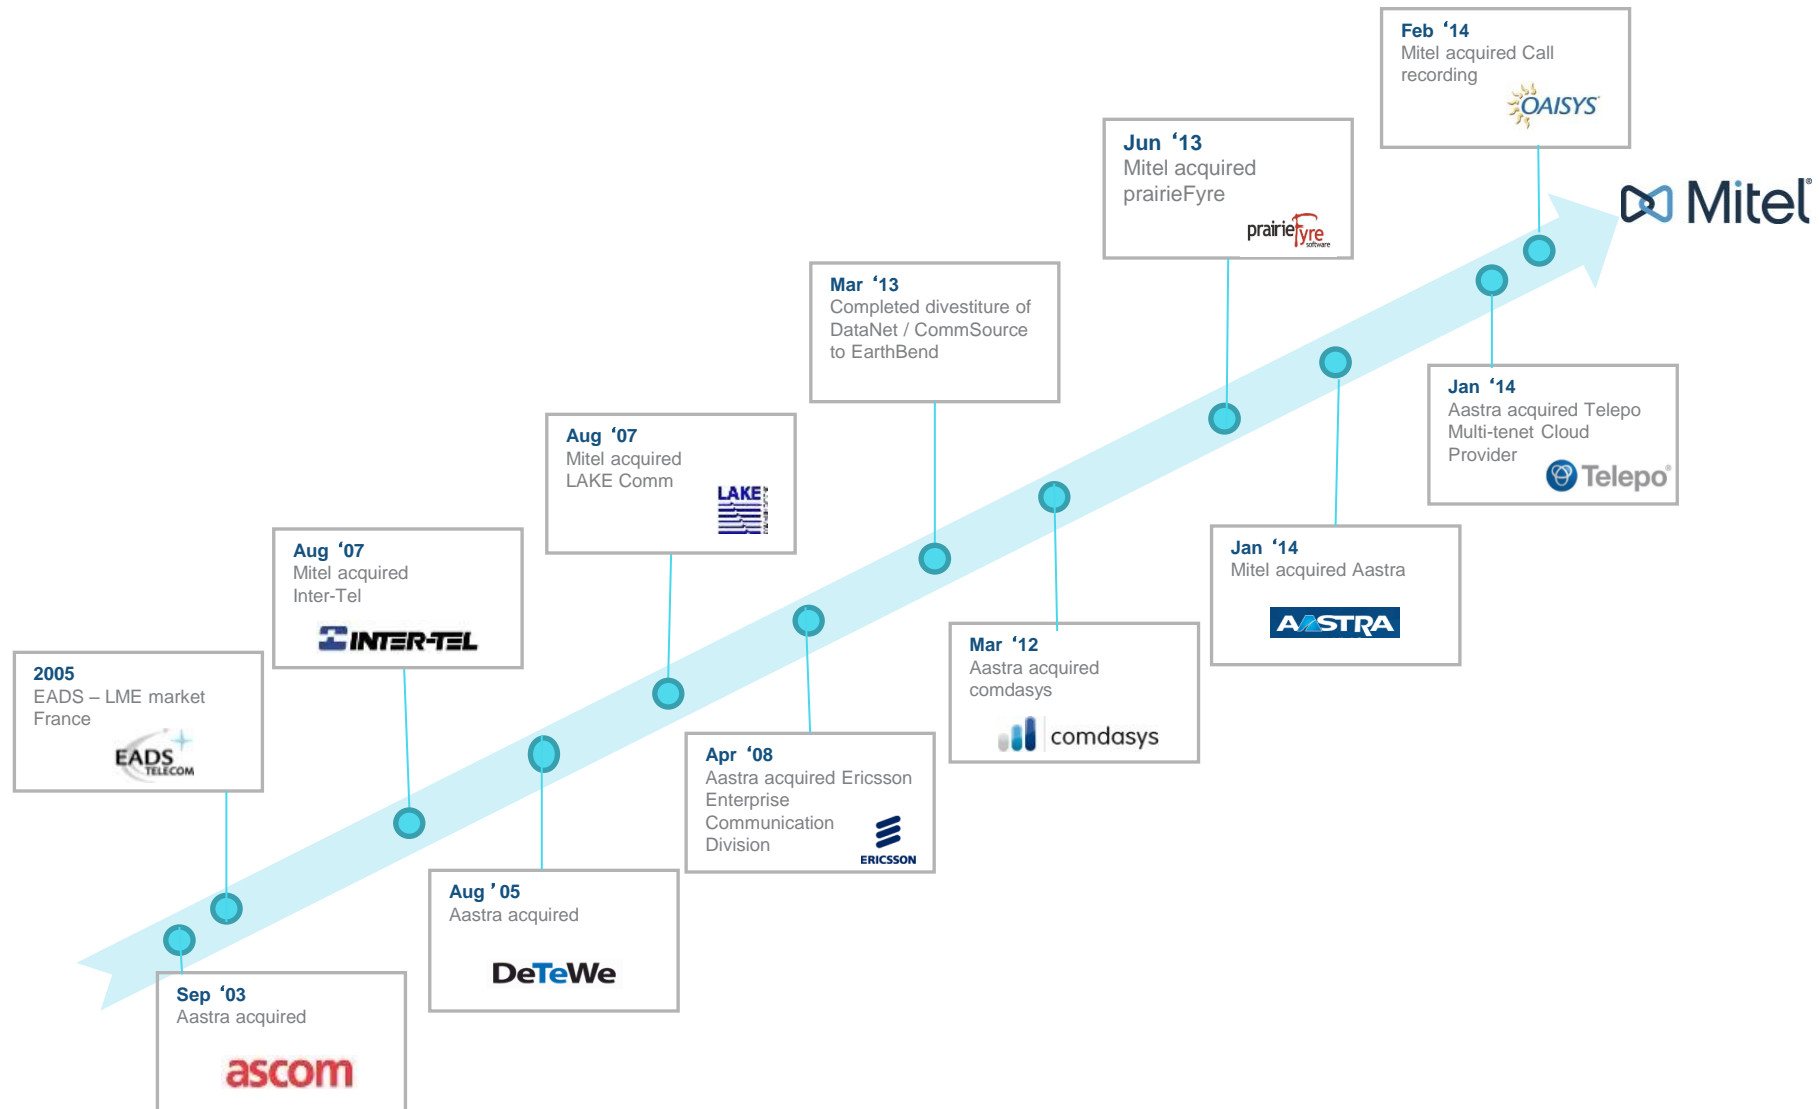 Feb ‘14
Mitel acquired Call
recording
OAISYS
Jun ‘13
Mitel acquired
prairieFyre
prairieFyre
software
Mitel®
Mar ‘13
Completed divestiture of
DataNet / CommSource
to EarthBend
Jan ‘14
Aastra acquired Telepo
Multi-tenet Cloud
Provider
Telepo®
Aug ‘07
Mitel acquired
LAKE Comm
LAKE
Aug ‘07
Mitel acquired
Inter-Tel
INTER-TEL
Jan ‘14
Mitel acquired Aastra
AASTRA
2005
EADS – LME market
France
EADS
TELECOM
Mar ‘12
Aastra acquired
comdasys
comdasys
Apr ‘08
Aastra acquired Ericsson
Enterprise
Communication
Division
ERICSSON
Aug ’ 05
Aastra acquired
DeTeWe
Sep ‘03
Aastra acquired
ascom